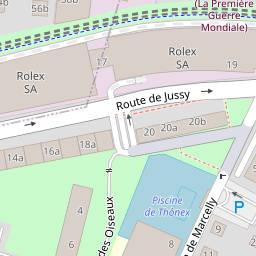 54b
56b
(La Première
Guerre
Mondiale)
Rolex
SA
17
19
Rolex
SA
Route de Jussy
20
20a
20b
14a
16a
18a
Piscine
de Thônex
des Oiseaux
de Marcelly
P
4
6
8